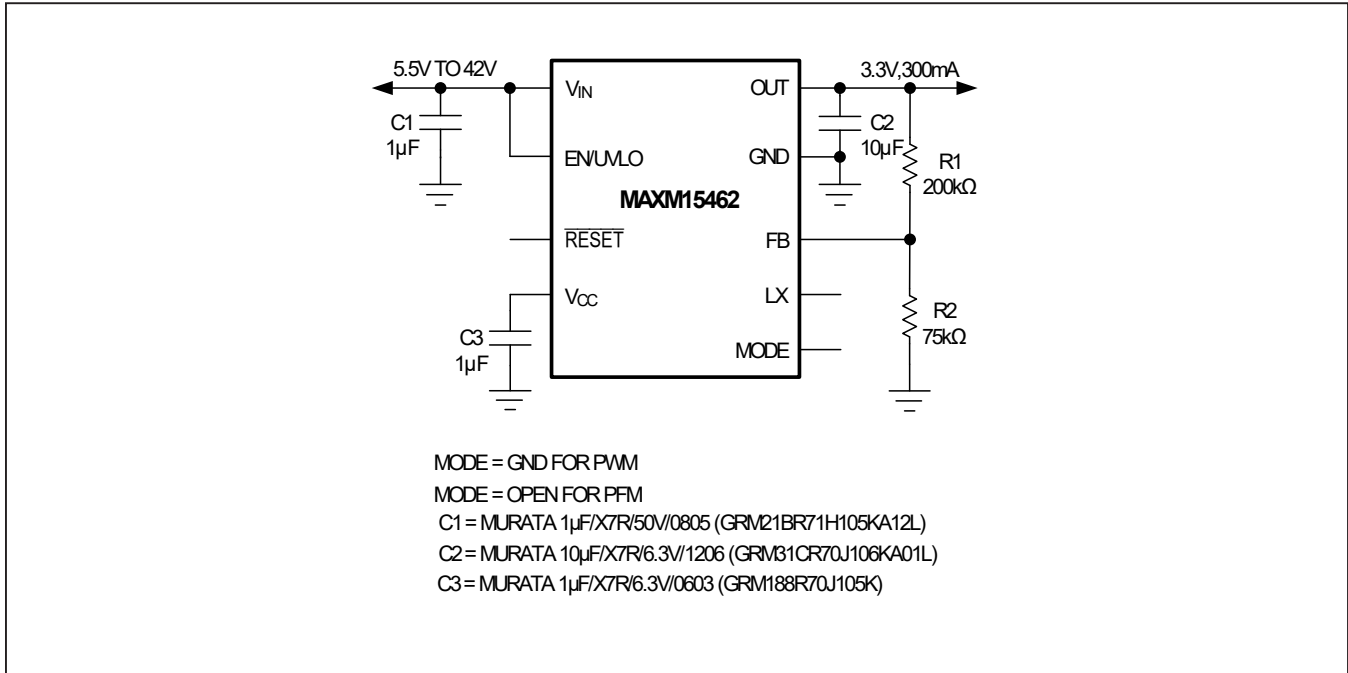 5.5V TO 42V
3.3V,300mA
VIN
OUT
C1
1µF
C2
10µF
EN/UVLO
GND
R1
200kΩ
MAXM15462
RESET
FB
VCC
LX
R2
75kΩ
C3
1µF
MODE
MODE = GND FOR PWM
MODE = OPEN FOR PFM
C1 = MURATA 1µF/X7R/50V/0805 (GRM21BR71H105KA12L)
C2 = MURATA 10µF/X7R/6.3V/1206 (GRM31CR70J106KA01L)
C3 = MURATA 1µF/X7R/6.3V/0603 (GRM188R70J105K)